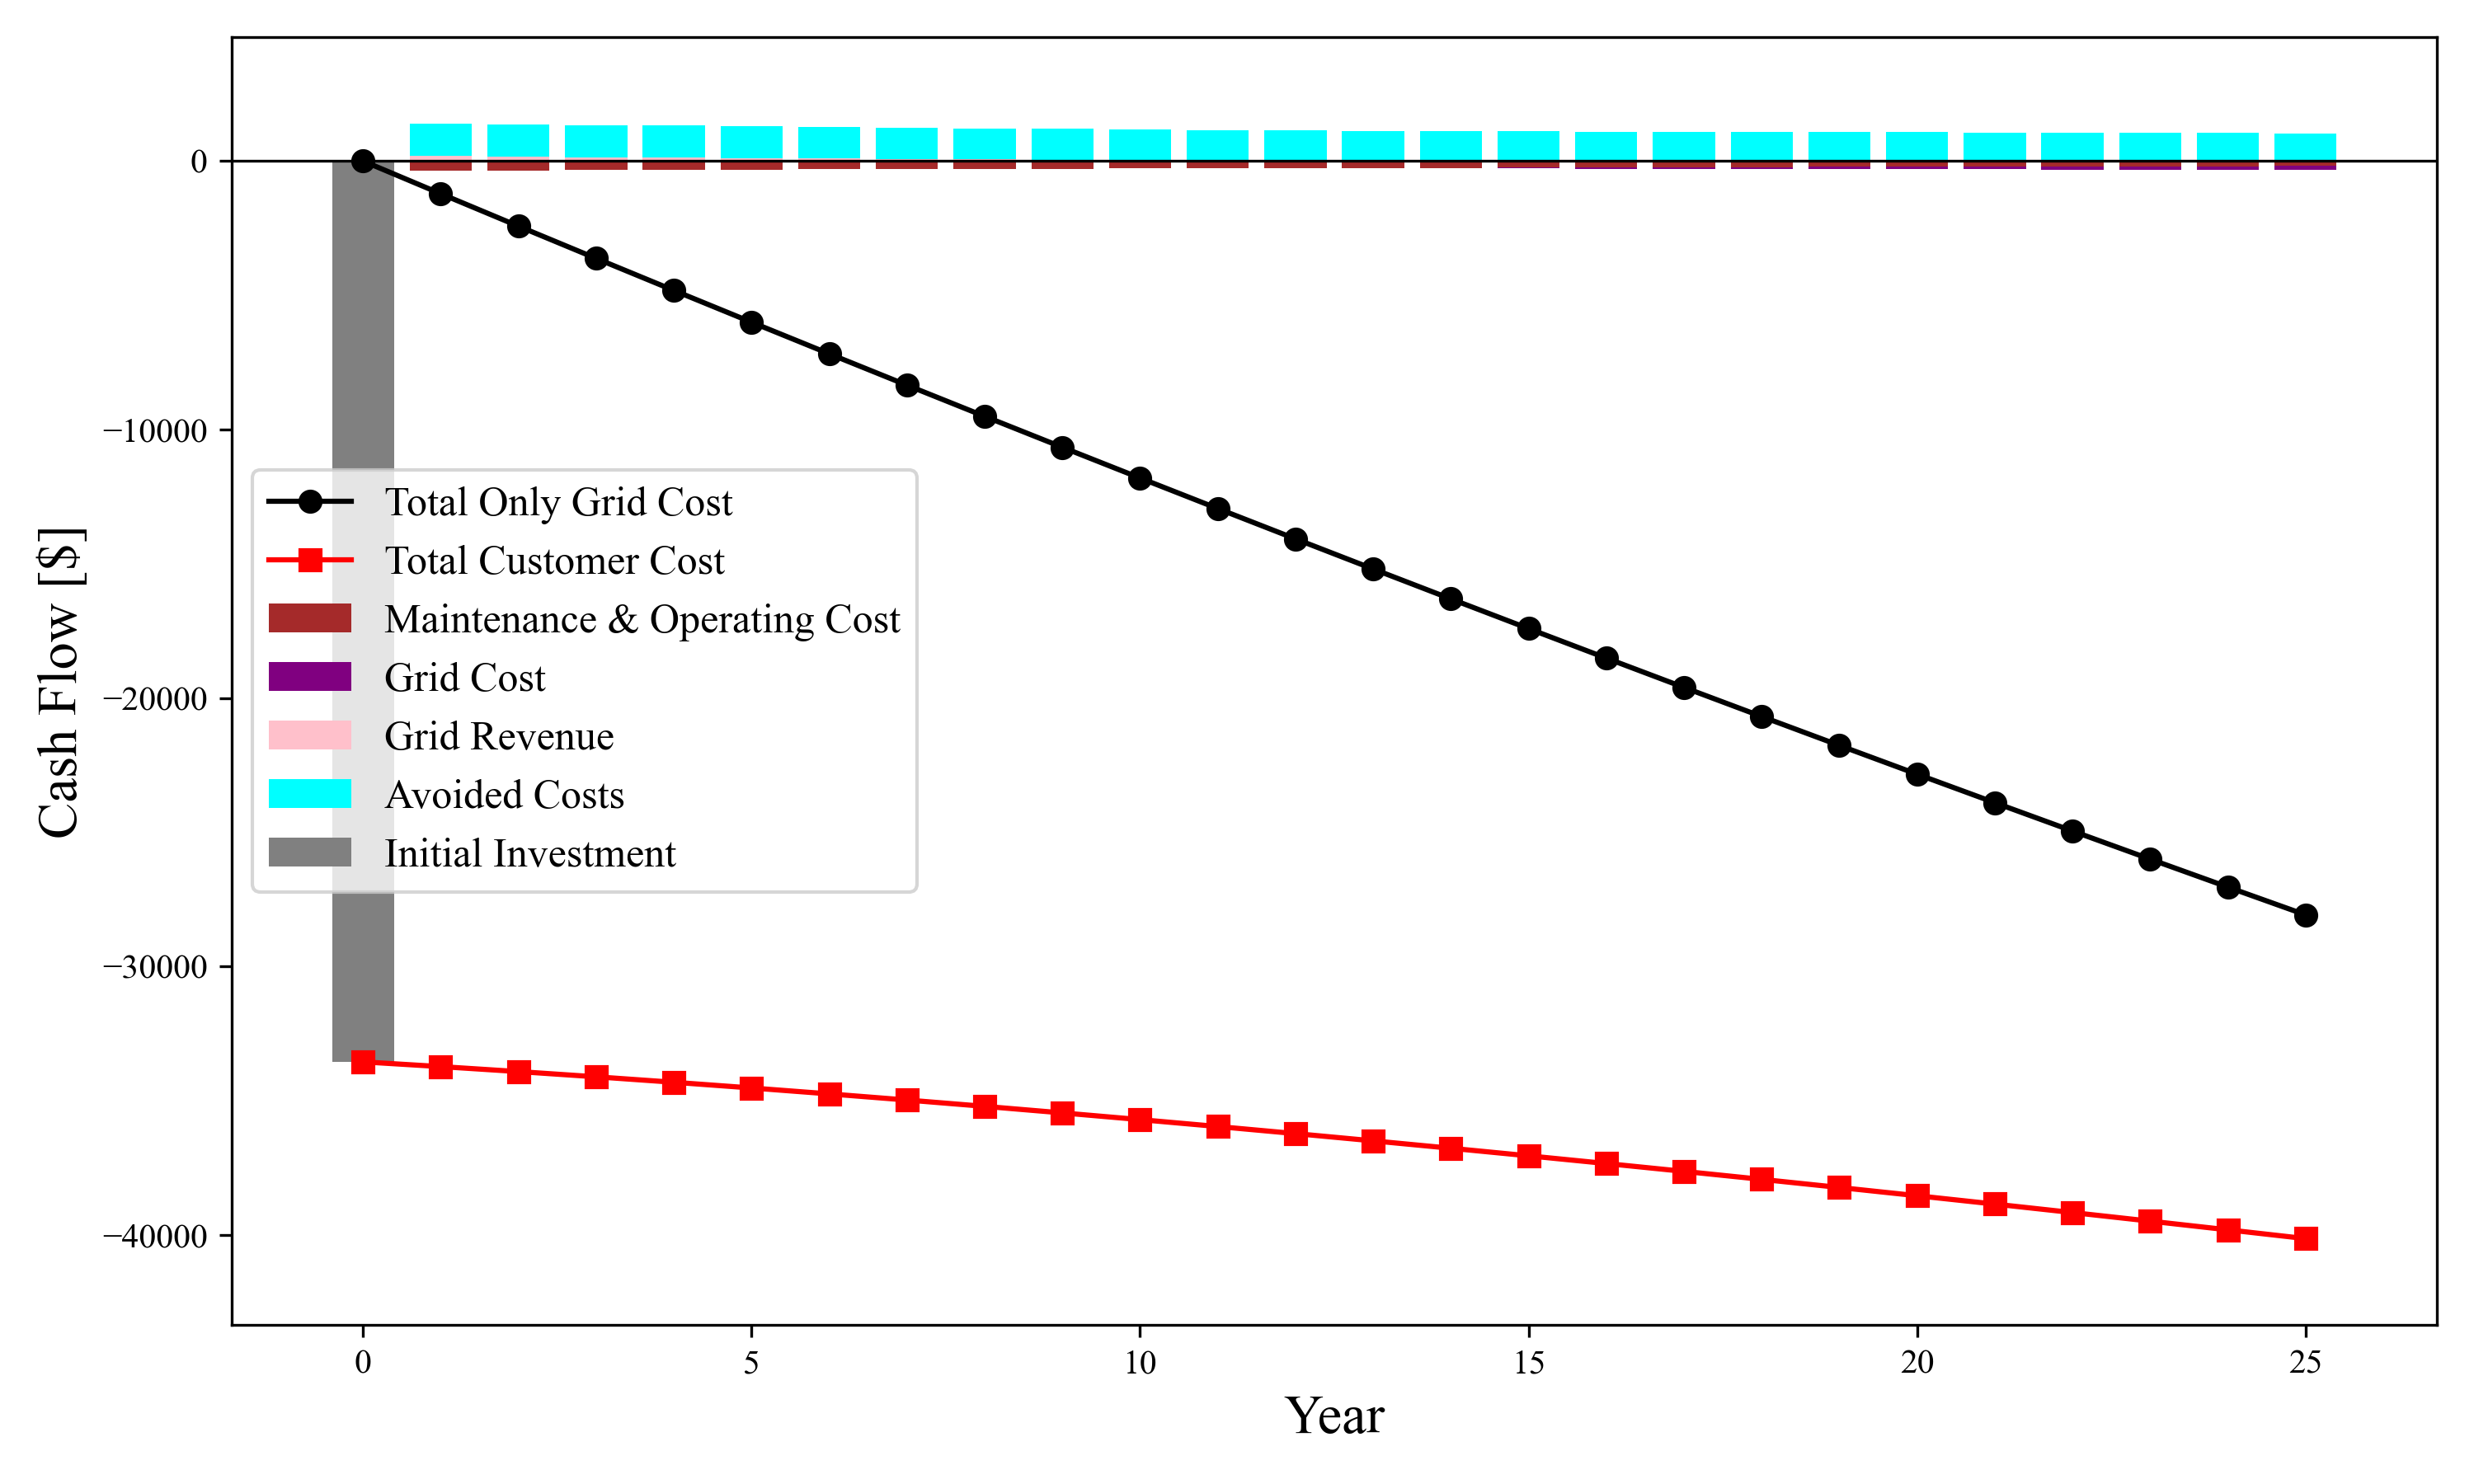 Cash Flow [$]
0
−10000
−20000
−30000
−40000
Total Only Grid Cost
Total Customer Cost
Maintenance & Operating Cost
Grid Cost
Grid Revenue
Avoided Costs
Initial Investment
0 5 10 15 20 25
Year